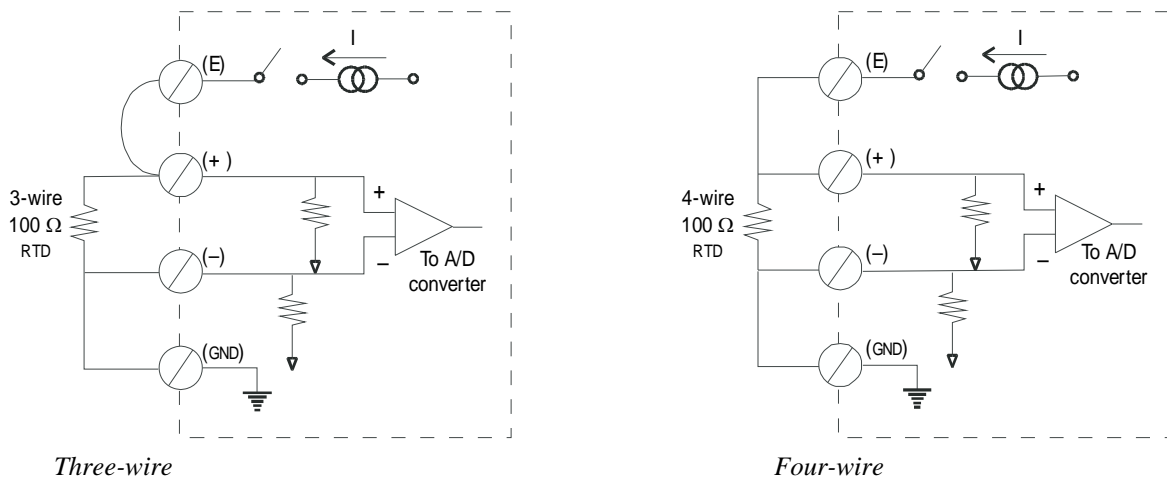 I
(E)
(+)
3-wire
100 Ω
RTD
+
–
(–)
To A/D
converter
(GND)
Three-wire
I
(E)
(+)
4-wire
100 Ω
RTD
+
–
(–)
To A/D
converter
(GND)
Four-wire